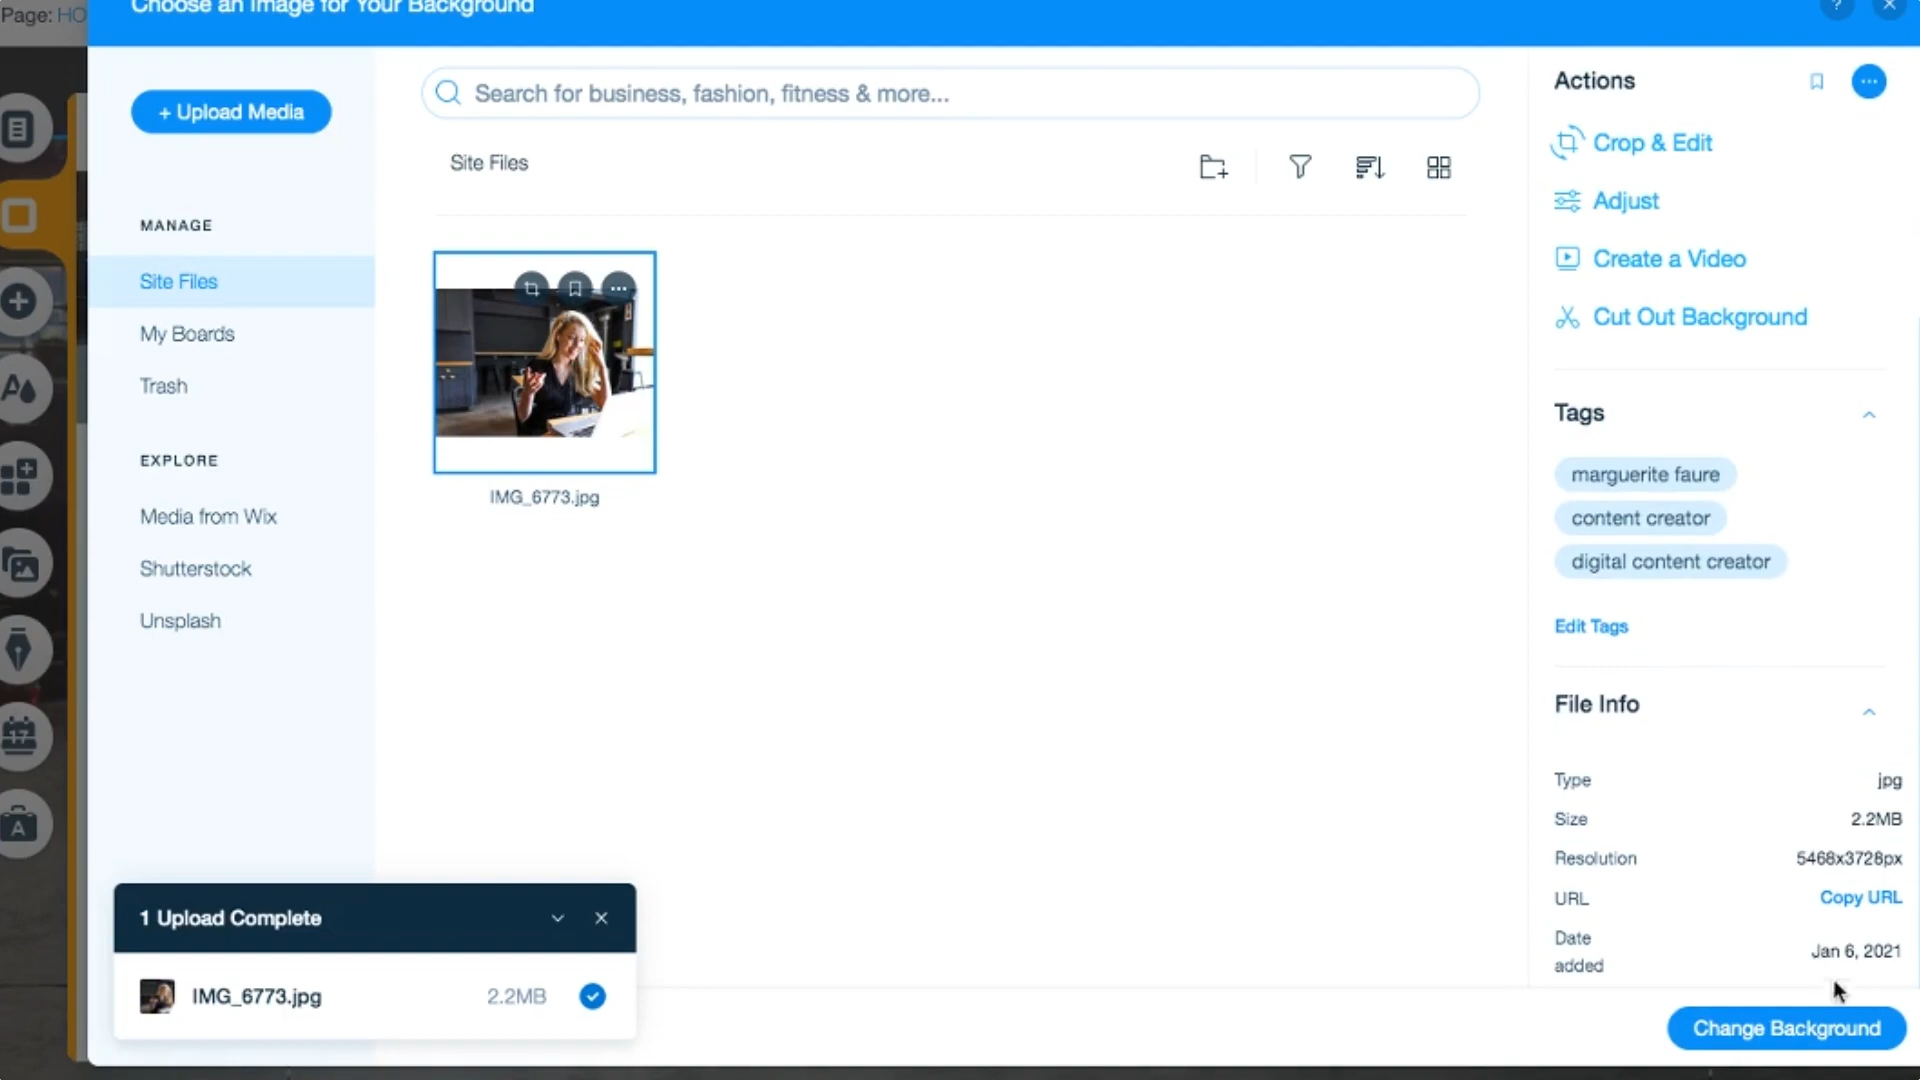 Page: HO
Choose an Image for Your Background
?
+ Upload Media
Search for business, fashion, fitness & more...
Site Files
MANAGE
Site Files
My Boards
Trash
EXPLORE
Media from Wix
Shutterstock
Unsplash
IMG_6773.jpg
Actions
Crop & Edit
Adjust
Create a Video
Cut Out Background
Tags
marguerite faure
content creator
digital content creator
Edit Tags
File Info
Type jpg
Size 2.2MB
Resolution 5468x3728px
URL Copy URL
Date added Jan 6, 2021
1 Upload Complete
IMG_6773.jpg 2.2MB
Change Background
A
17
A